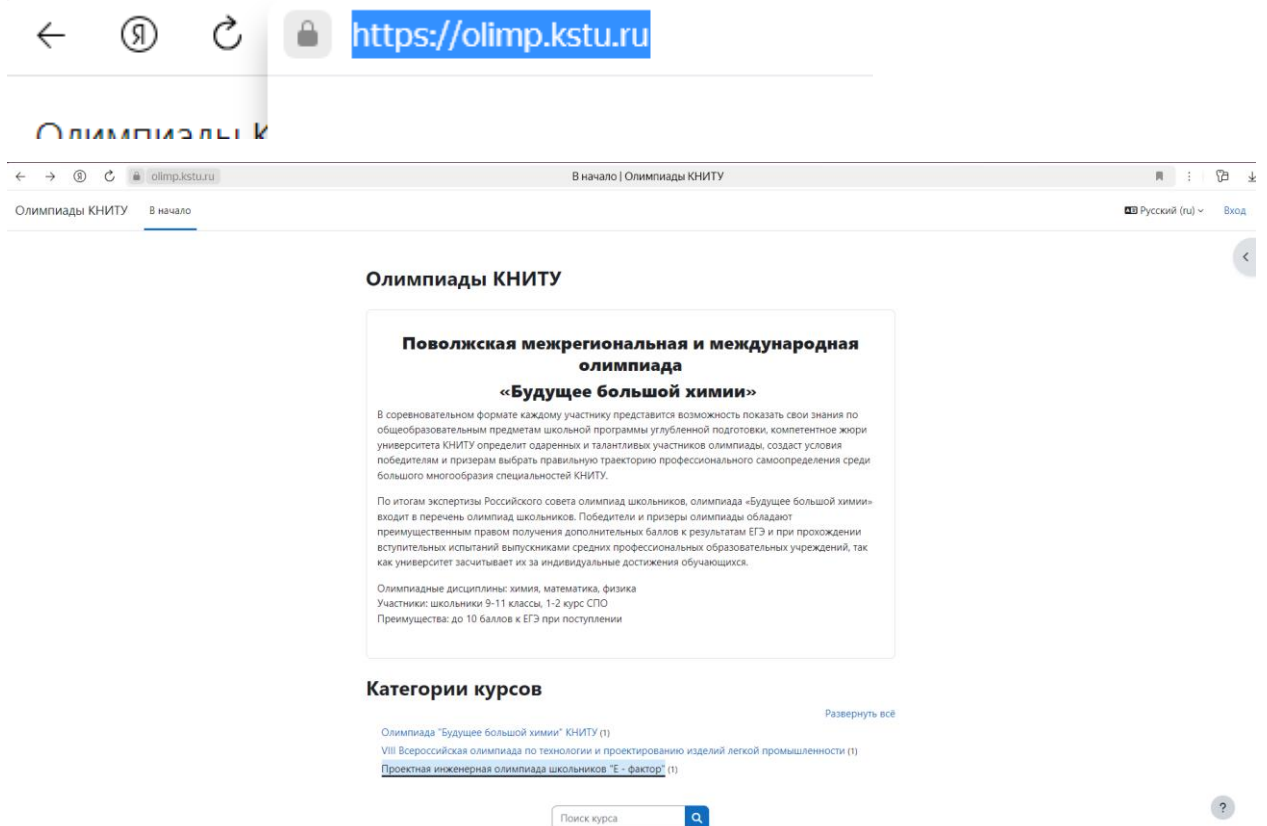 https://olimp.kstu.ru
Олимпиады К
olimp.kstu.ru
В начало | Олимпиады КНИТУ
Олимпиады КНИТУ В начало
Русский (ru)
Вход
Олимпиады КНИТУ
Поволжская межрегиональная и международная
олимпиада
«Будущее большой химии»
В соревновательном формате каждому участнику представится возможность показать свои знания по
общеобразовательным предметам школьной программы углубленной подготовки, компетентное жюри
университета КНИТУ определит одаренных и талантливых участников олимпиады, создаст условия
победителям и призерам выбрать правильную траекторию профессионального самоопределения среди
большого многообразия специальностей КНИТУ.
По итогам экспертизы Российского совета олимпиад школьников, олимпиада «Будущее большой химии»
входит в перечень олимпиад школьников. Победители и призеры олимпиады обладают
преимущественным правом получения дополнительных баллов к результатам ЕГЭ и при прохождении
вступительных испытаний выпускниками средних профессиональных образовательных учреждений, так
как университет засчитывает их за индивидуальные достижения обучающихся.
Олимпиадные дисциплины: химия, математика, физика
Участники: школьники 9-11 классы, 1-2 курс СПО
Преимущества: до 10 баллов к ЕГЭ при поступлении
Категории курсов
Развернуть всё
Олимпиада "Будущее большой химии" КНИТУ (1)
VIII Всероссийская олимпиада по технологии и проектированию изделий легкой промышленности (1)
Проектная инженерная олимпиада школьников "Е - фактор" (1)
Поиск курса
?